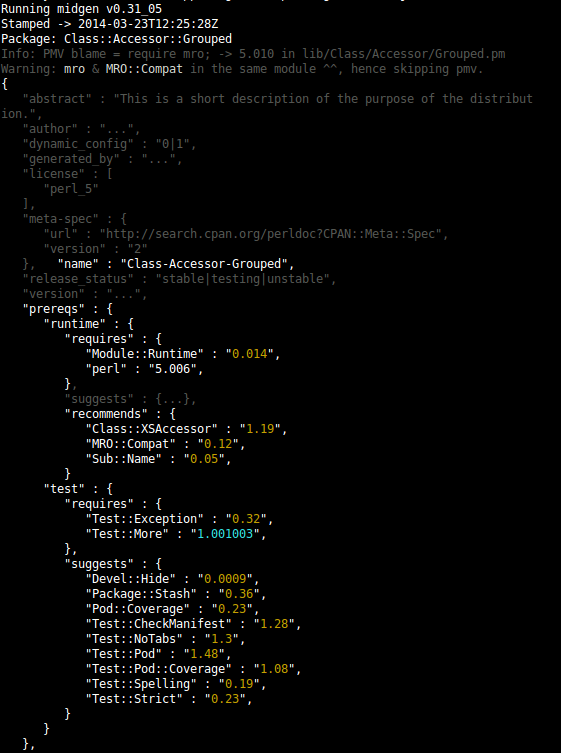 Running midgen v0.31_05
Stamped -> 2014-03-23T12:25:28Z
Package: Class::Accessor::Grouped
Info: PMV blame = require mro; -> 5.010 in lib/Class/Accessor/Grouped.pm
Warning: mro & MRO::Compat in the same module ^^, hence skipping pmv.
{
   "abstract" : "This is a short description of the purpose of the distribut
ion.",
   "author" : "...",
   "dynamic_config" : "0|1",
   "generated_by" : "...",
   "license" : [
      "perl_5"
   ],
   "meta-spec" : {
      "url" : "http://search.cpan.org/perldoc?CPAN::Meta::Spec",
      "version" : "2"
   },   "name" : "Class-Accessor-Grouped",
   "release_status" : "stable|testing|unstable",
   "version" : "...",
   "prereqs" : {
      "runtime" : {
         "requires" : {
            "Module::Runtime" : "0.014",
            "perl" : "5.006",
         },
         "suggests" : {...},
         "recommends" : {
            "Class::XSAccessor" : "1.19",
            "MRO::Compat" : "0.12",
            "Sub::Name" : "0.05",
         }
      "test" : {
         "requires" : {
            "Test::Exception" : "0.32",
            "Test::More" : "1.001003",
         },
         "suggests" : {
            "Devel::Hide" : "0.0009",
            "Package::Stash" : "0.36",
            "Pod::Coverage" : "0.23",
            "Test::CheckManifest" : "1.28",
            "Test::NoTabs" : "1.3",
            "Test::Pod" : "1.48",
            "Test::Pod::Coverage" : "1.08",
            "Test::Spelling" : "0.19",
            "Test::Strict" : "0.23",
         }
      }
   },